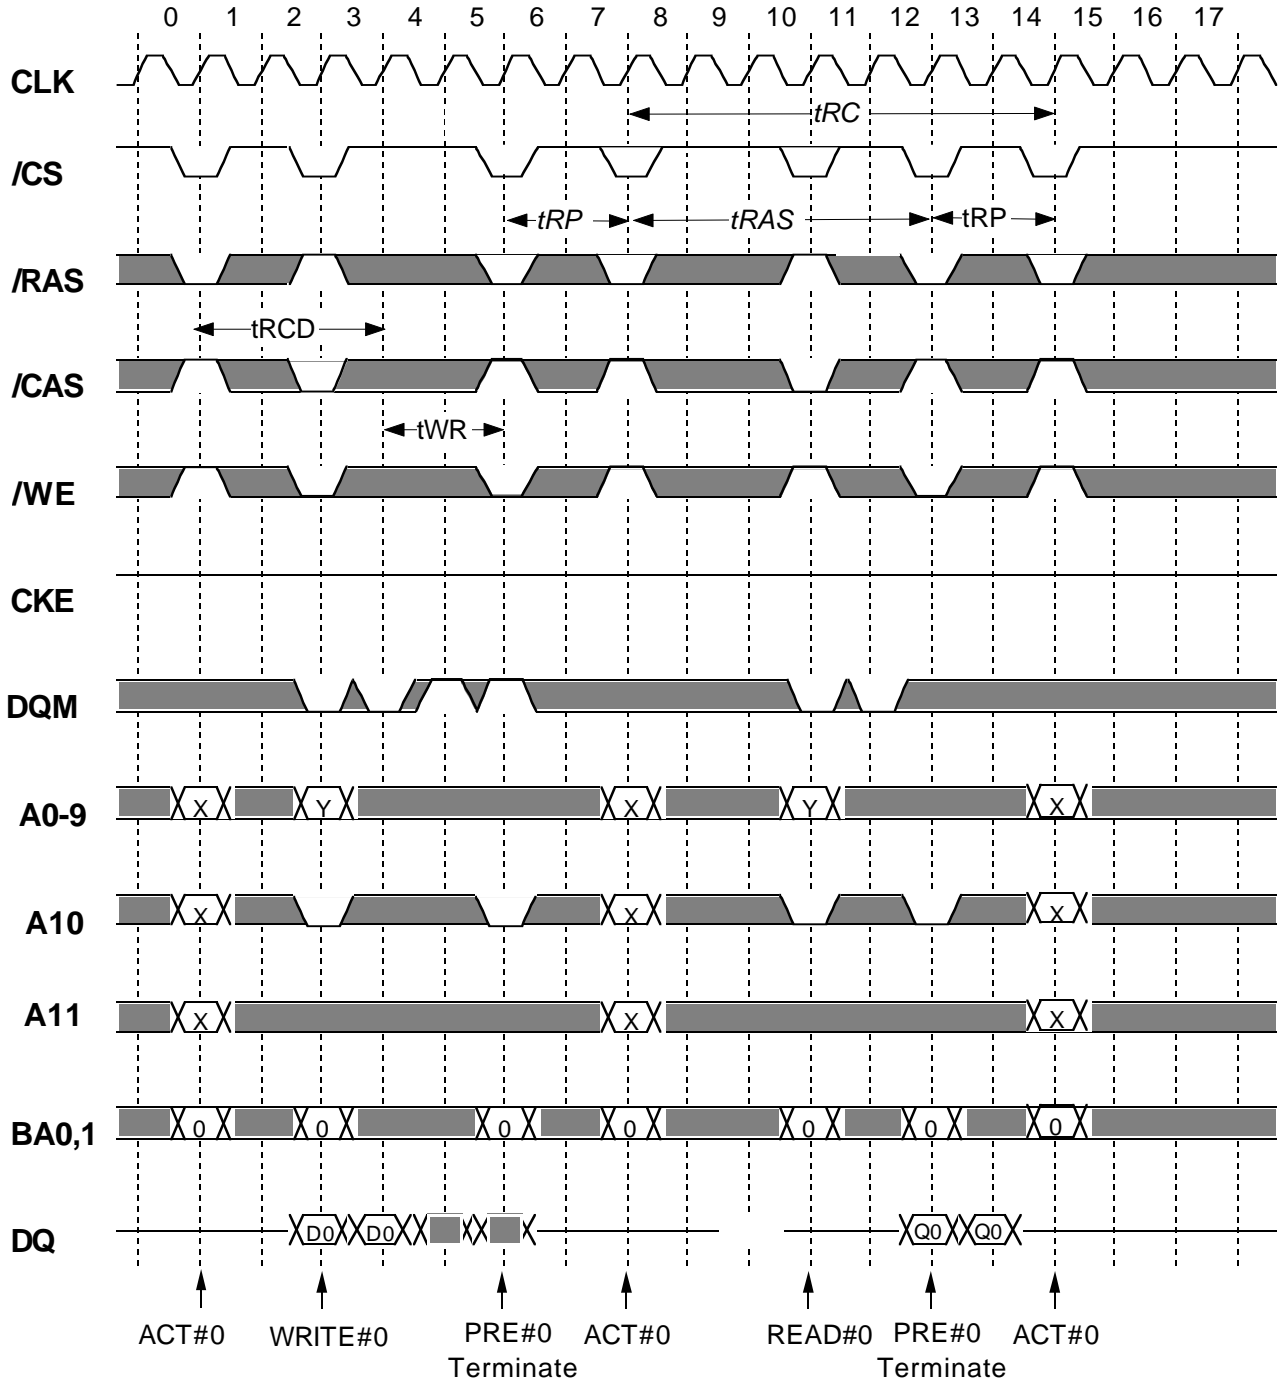 0 1 2 3 4 5 6 7 8 9 10 11 12 13 14 15 16 17
CLK
tRC
/CS
tRP tRAS tRP
/RAS
tRCD
/CAS
tWR
/WE
CKE
DQM
A0-9 X Y X Y X
A10 X X X
A11 X X X
BA0,1 0 0 0 0 0 0 0
DQ D0 D0 Q0 Q0
ACT#0 WRITE#0 PRE#0 ACT#0 READ#0 PRE#0 ACT#0
Terminate Terminate